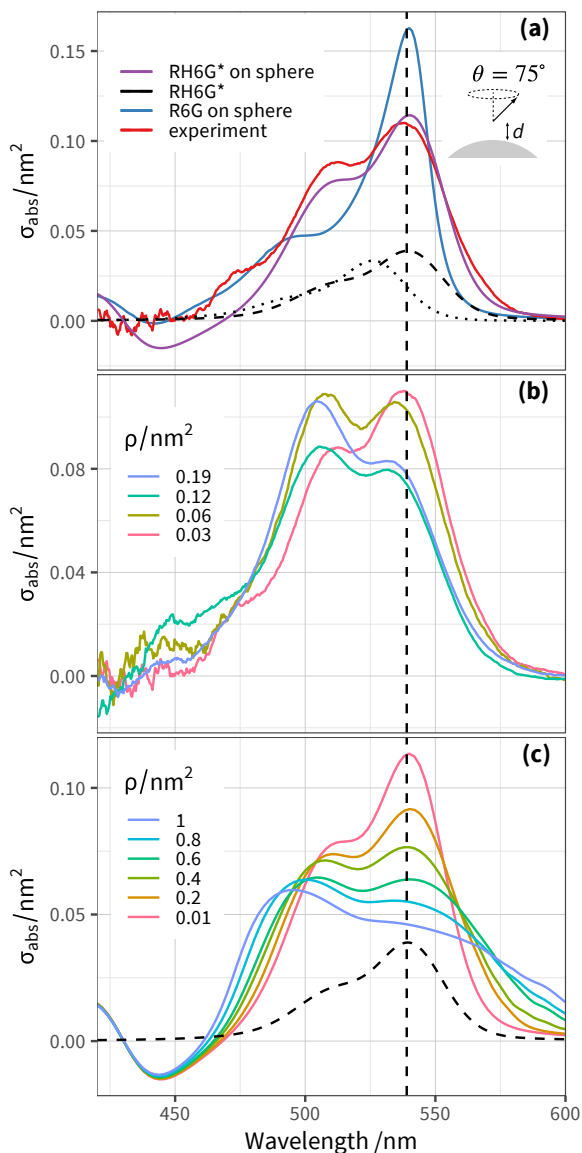 (a)
RH6G* on sphere
RH6G*
R6G on sphere
experiment
θ = 75°
d
0.15
0.10
0.05
0.00
σabs/nm²
(b)
ρ/nm²
0.19
0.12
0.06
0.03
0.08
0.04
0.00
σabs/nm²
(c)
ρ/nm²
1
0.8
0.6
0.4
0.2
0.01
0.10
0.05
0.00
σabs/nm²
450 500 550 600
Wavelength /nm